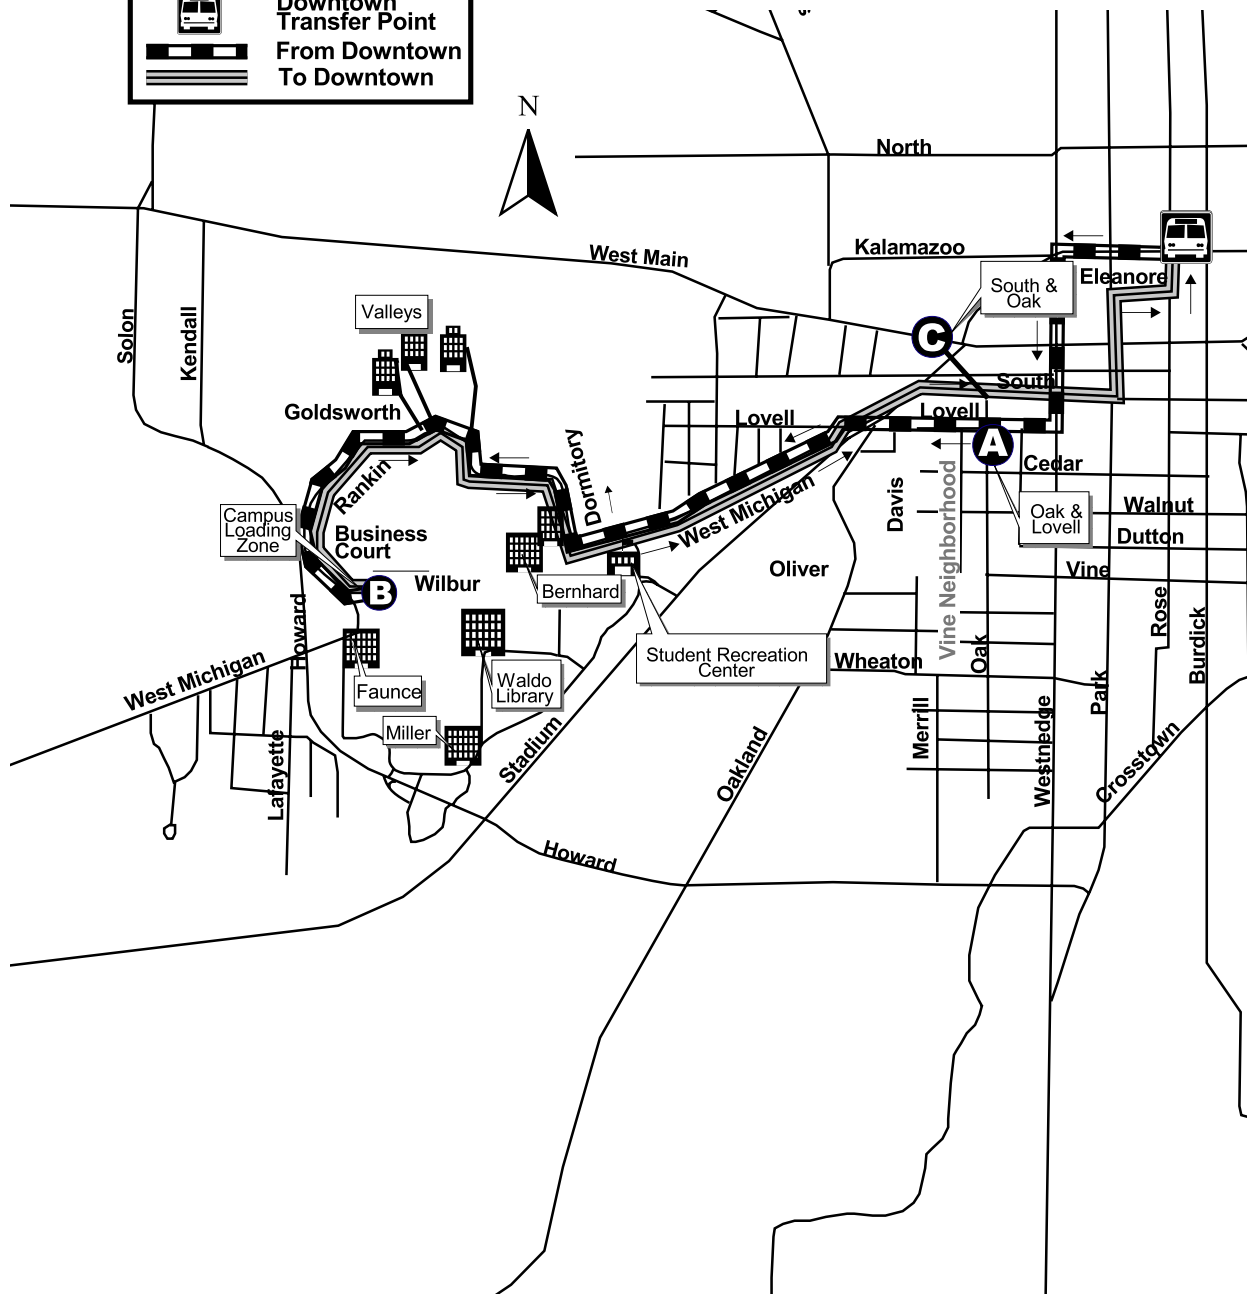 Downtown
Transfer Point
From Downtown
To Downtown
N
North
Kalamazoo
West Main
Eleanore
South &
Oak
Solon
Kendall
Valleys
C
South
Goldsworth
Lovell
Lovell
A
Dormitory
Cedar
Rankin
Davis
Vine Neighborhood
Walnut
Oak &
Lovell
Campus
Loading
Zone
Business
Court
West Michigan
Dutton
Oliver
Vine
B
Wilbur
Bernhard
Howard
Rose
Burdick
Student Recreation
Center
Wheaton
Oak
West Michigan
Faunce
Waldo
Library
Park
Miller
Merrill
Westnedge
Stadium
Lafayette
Oakland
Crosstown
Howard